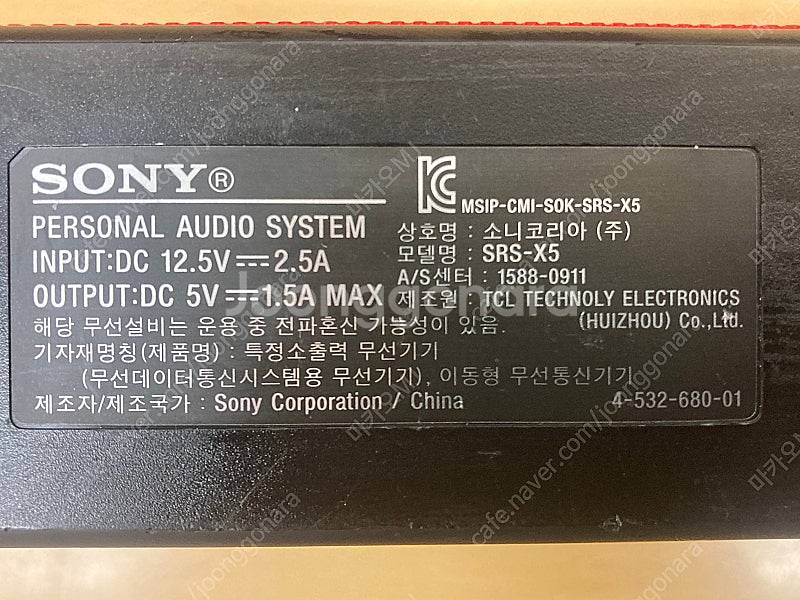 SONY®
PERSONAL AUDIO SYSTEM
INPUT:DC 12.5V⎓2.5A
OUTPUT:DC 5V⎓1.5A MAX
MSIP-CMI-SOK-SRS-X5
상호명 : 소니코리아 (주)
모델명 : SRS-X5
A/S센터 : 1588-0911
제조원 : TCL TECHNOLY ELECTRONICS
(HUIZHOU) Co.,Ltd.
해당 무선설비는 운용 중 전파혼신 가능성이 있음.
기자재명칭(제품명) : 특정소출력 무선기기
(무선데이터통신시스템용 무선기기), 이동형 무선통신기기
제조자/제조국가 : Sony Corporation / China
4-532-680-01
Joonggonara
cafe.naver.com/joonggonara